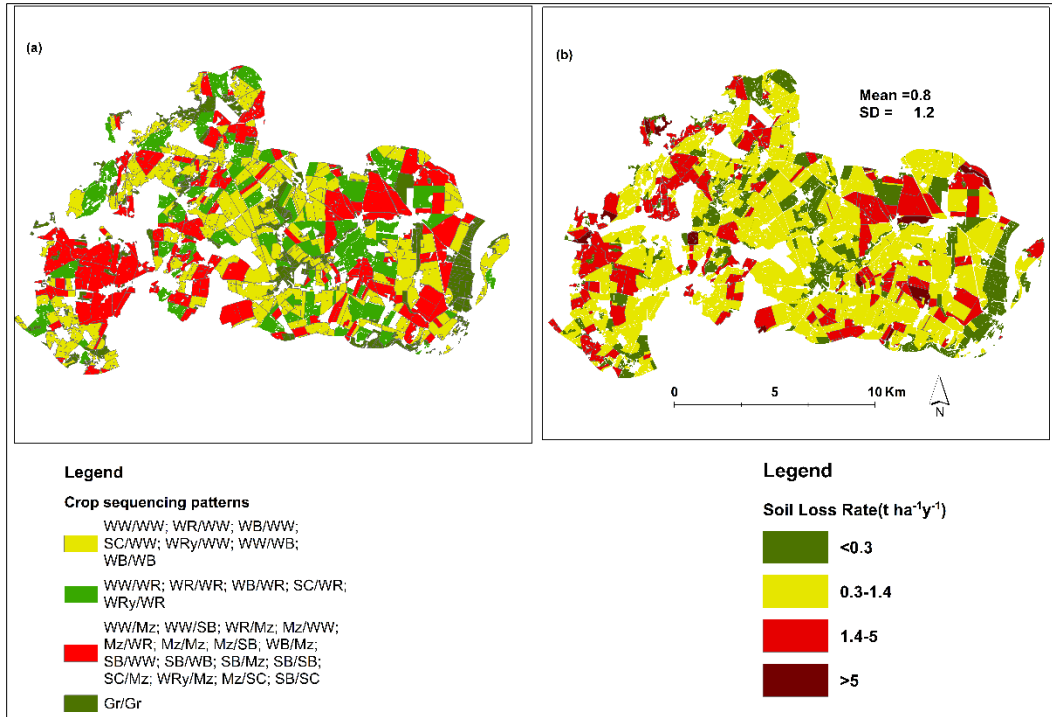 (a)
(b)
Mean =0.8
SD = 1.2
0 5 10 Km
N
Legend
Crop sequencing patterns
WW/WW; WR/WW; WB/WW;
SC/WW; WRy/WW; WW/WB;
WB/WB
WW/WR; WR/WR; WB/WR; SC/WR;
WRy/WR
WW/Mz; WW/SB; WR/Mz; Mz/WW;
Mz/WR; Mz/Mz; Mz/SB; WB/Mz;
SB/WW; SB/WB; SB/Mz; SB/SB;
SC/Mz; WRy/Mz; Mz/SC; SB/SC
Gr/Gr
Legend
Soil Loss Rate(t ha⁻¹y⁻¹)
<0.3
0.3-1.4
1.4-5
>5